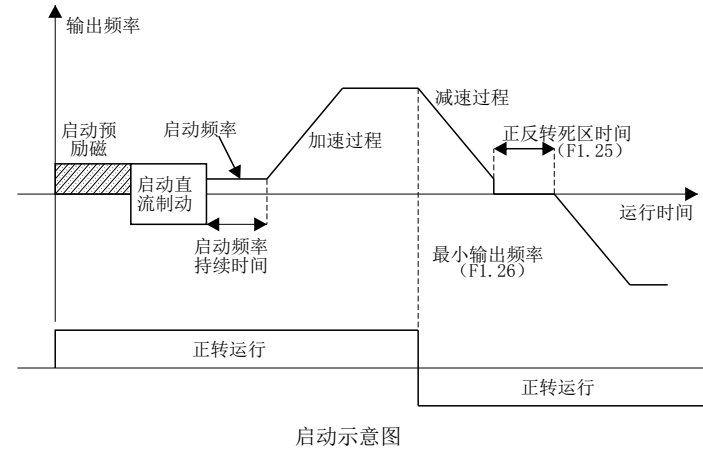 输出频率
启动预
励磁
启动频率
加速过程
减速过程
正反转死区时间
(F1.25)
启动直
流制动
运行时间
启动频率
持续时间
最小输出频率
(F1.26)
正转运行
正转运行
启动示意图